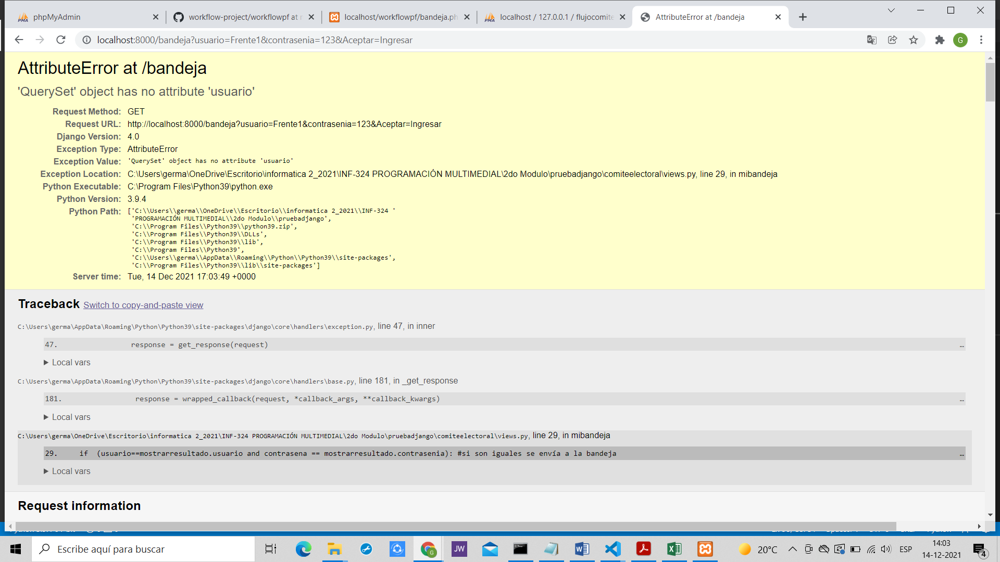 phpMyAdmin
workflow-project/workflowpf at m
localhost/workflowpf/bandeja.ph
localhost / 127.0.0.1 / flujocomite
AttributeError at /bandeja
localhost:8000/bandeja?usuario=Frente1&contrasenia=123&Aceptar=Ingresar
G
AttributeError at /bandeja
'QuerySet' object has no attribute 'usuario'
Request Method: GET
Request URL: http://localhost:8000/bandeja?usuario=Frente1&contrasenia=123&Aceptar=Ingresar
Django Version: 4.0
Exception Type: AttributeError
Exception Value: 'QuerySet' object has no attribute 'usuario'
Exception Location: C:\Users\germa\OneDrive\Escritorio\informatica 2_2021\INF-324 PROGRAMACIÓN MULTIMEDIAL\2do Modulo\pruebadjango\comiteelectoral\views.py, line 29, in mibandeja
Python Executable: C:\Program Files\Python39\python.exe
Python Version: 3.9.4
Python Path: ['C:\\Users\\germa\\OneDrive\\Escritorio\\informatica 2_2021\\INF-324 '
'PROGRAMACIÓN MULTIMEDIAL\\2do Modulo\\pruebadjango',
'C:\\Program Files\\Python39\\python39.zip',
'C:\\Program Files\\Python39\\DLLs',
'C:\\Program Files\\Python39\\lib',
'C:\\Program Files\\Python39',
'C:\\Users\\germa\\AppData\\Roaming\\Python\\Python39\\site-packages',
'C:\\Program Files\\Python39\\lib\\site-packages']
Server time: Tue, 14 Dec 2021 17:03:49 +0000
Traceback Switch to copy-and-paste view
C:\Users\germa\AppData\Roaming\Python\Python39\site-packages\django\core\handlers\exception.py, line 47, in inner
47. response = get_response(request) …
Local vars
C:\Users\germa\AppData\Roaming\Python\Python39\site-packages\django\core\handlers\base.py, line 181, in _get_response
181. response = wrapped_callback(request, *callback_args, **callback_kwargs) …
Local vars
C:\Users\germa\OneDrive\Escritorio\informatica 2_2021\INF-324 PROGRAMACIÓN MULTIMEDIAL\2do Modulo\pruebadjango\comiteelectoral\views.py, line 29, in mibandeja
29. if (usuario==mostrarresultado.usuario and contrasena == mostrarresultado.contrasenia): #si son iguales se envía a la bandeja …
Local vars
Request information
Escribe aquí para buscar
JW
20°C
ESP
14:03
14-12-2021
4